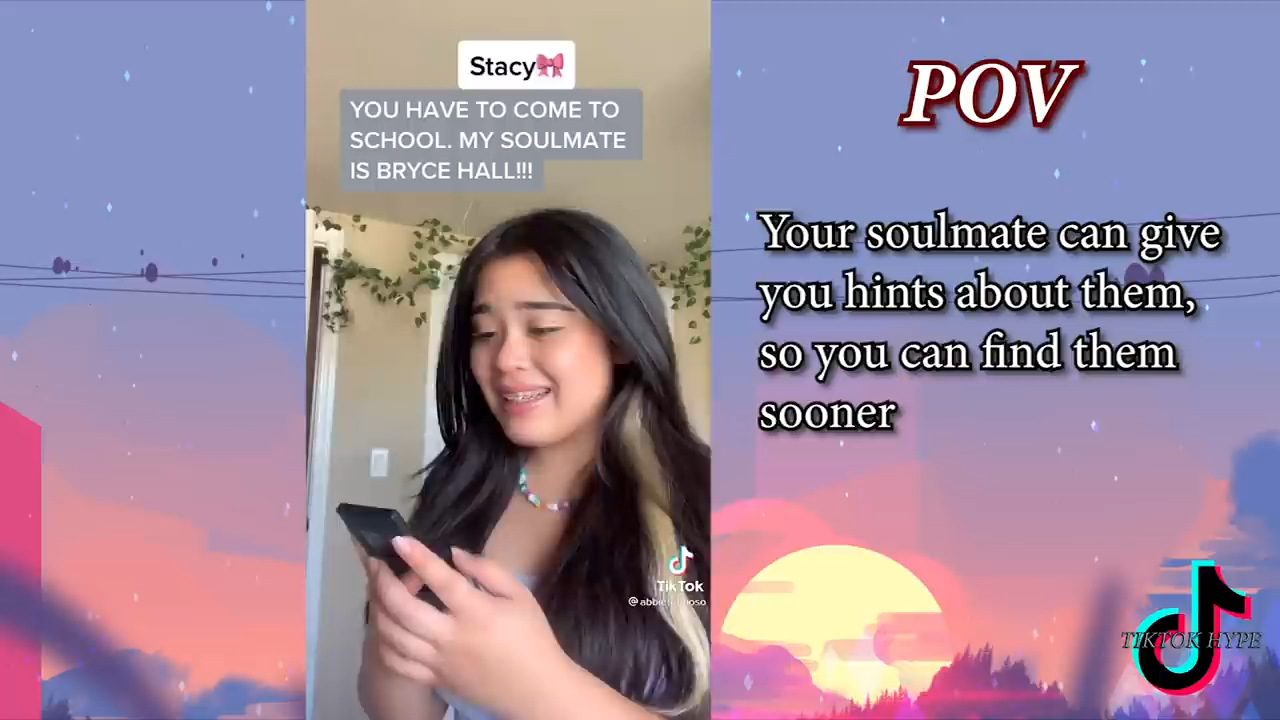 Stacy🎀
YOU HAVE TO COME TO
SCHOOL. MY SOULMATE
IS BRYCE HALL!!!
POV
Your soulmate can give
you hints about them,
so you can find them
sooner
TikTok
TIKTOK HYPE